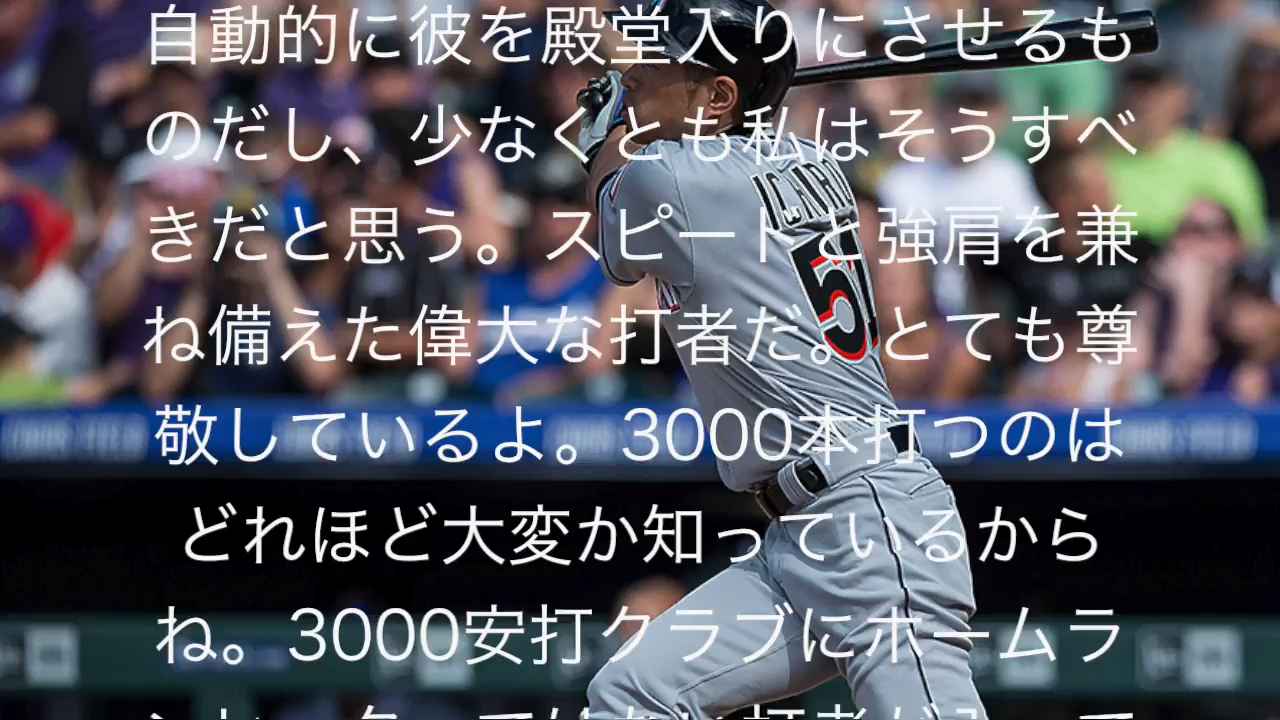 自動的に彼を殿堂入りにさせるも
のだし、少なくとも私はそうすべ
きだと思う。スピードと強肩を兼
ね備えた偉大な打者だ。とても尊
敬しているよ。3000本打つのは
どれほど大変か知っているから
ね。3000安打クラブにホームラ
51